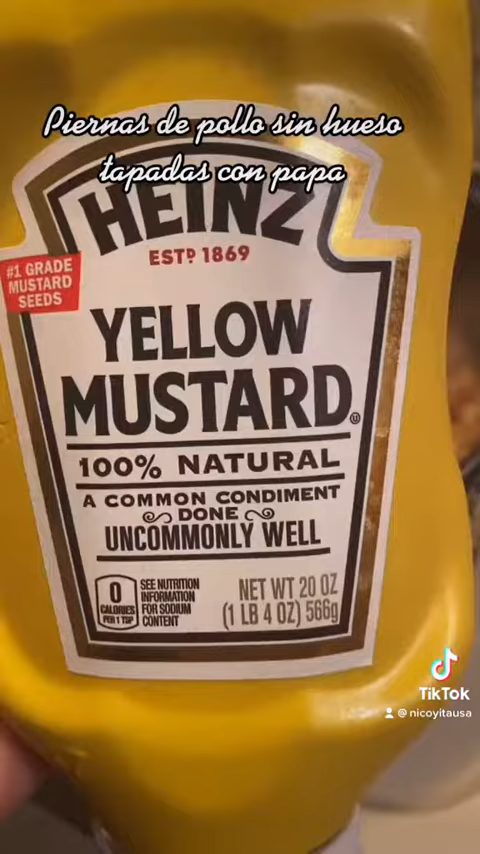 Piernas de pollo sin hueso
tapadas con papa
HEINZ
ESTD 1869
#1 GRADE
MUSTARD
SEEDS
YELLOW
MUSTARD
100% NATURAL
A COMMON CONDIMENT
DONE
UNCOMMONLY WELL
0
CALORIES
PER 1 TSP
SEE NUTRITION
INFORMATION
FOR SODIUM
CONTENT
NET WT 20 OZ
(1 LB 4 OZ) 566g
TikTok
@nicoyitausa